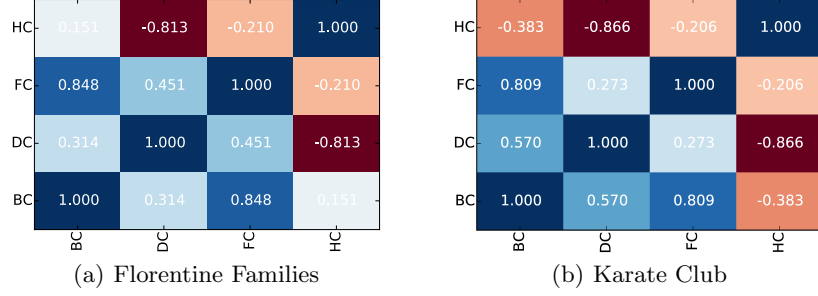 HC 0.151 -0.813 -0.210 1.000
FC 0.848 0.451 1.000 -0.210
DC 0.314 1.000 0.451 -0.813
BC 1.000 0.314 0.848 0.151
BC DC FC HC
(a) Florentine Families
HC -0.383 -0.866 -0.206 1.000
FC 0.809 0.273 1.000 -0.206
DC 0.570 1.000 0.273 -0.866
BC 1.000 0.570 0.809 -0.383
BC DC FC HC
(b) Karate Club